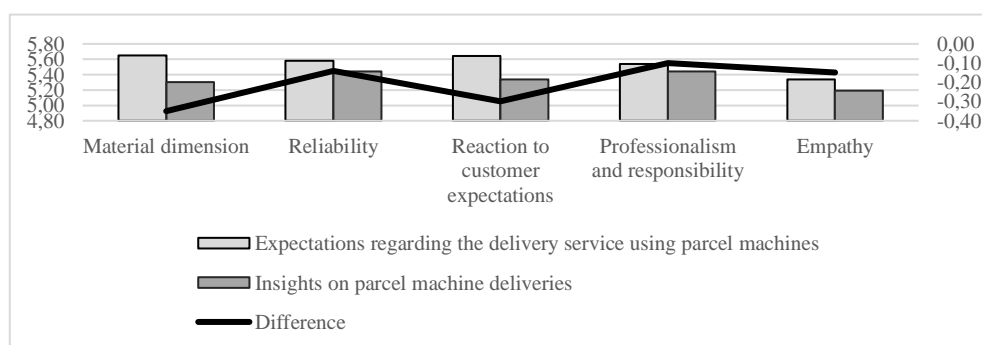 5,80
5,60
5,40
5,20
5,00
4,80
0,00
-0,10
-0,20
-0,30
-0,40
Material dimension
Reliability
Reaction to
customer
expectations
Professionalism
and responsibility
Empathy
Expectations regarding the delivery service using parcel machines
Insights on parcel machine deliveries
Difference